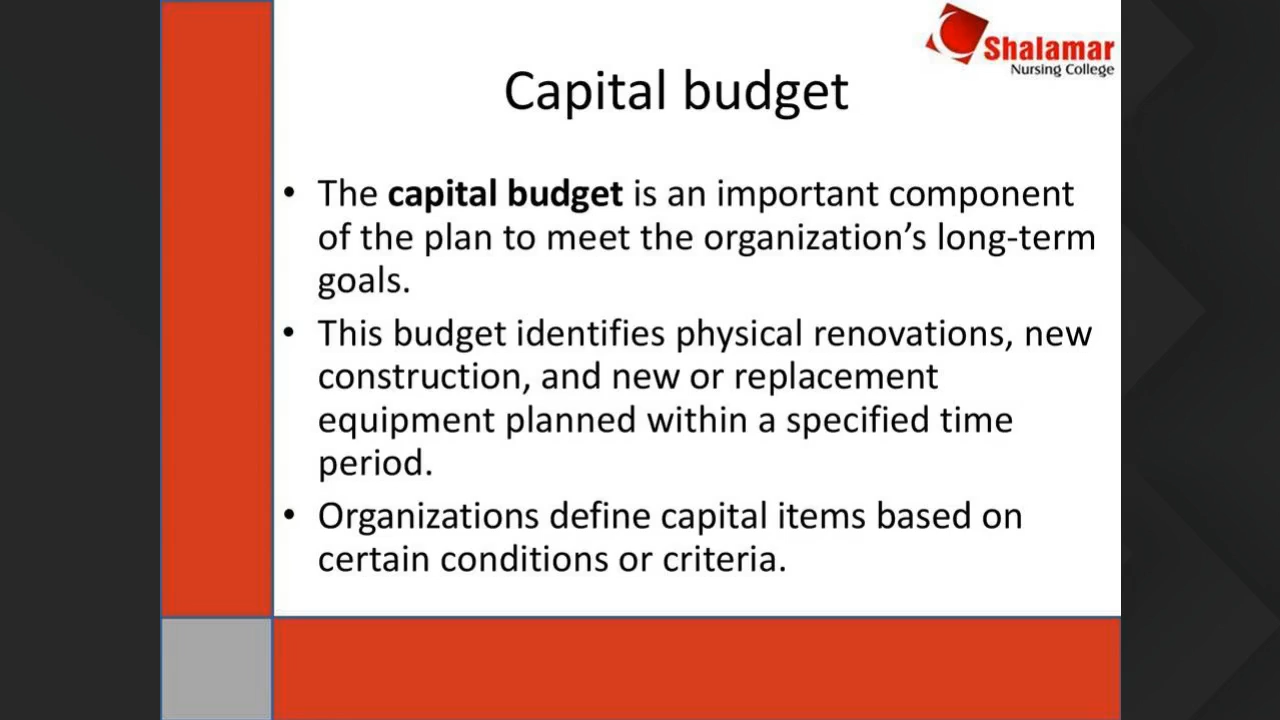 Shalamar
Nursing College
Capital budget
• The capital budget is an important component
of the plan to meet the organization’s long-term
goals.
• This budget identifies physical renovations, new
construction, and new or replacement
equipment planned within a specified time
period.
• Organizations define capital items based on
certain conditions or criteria.